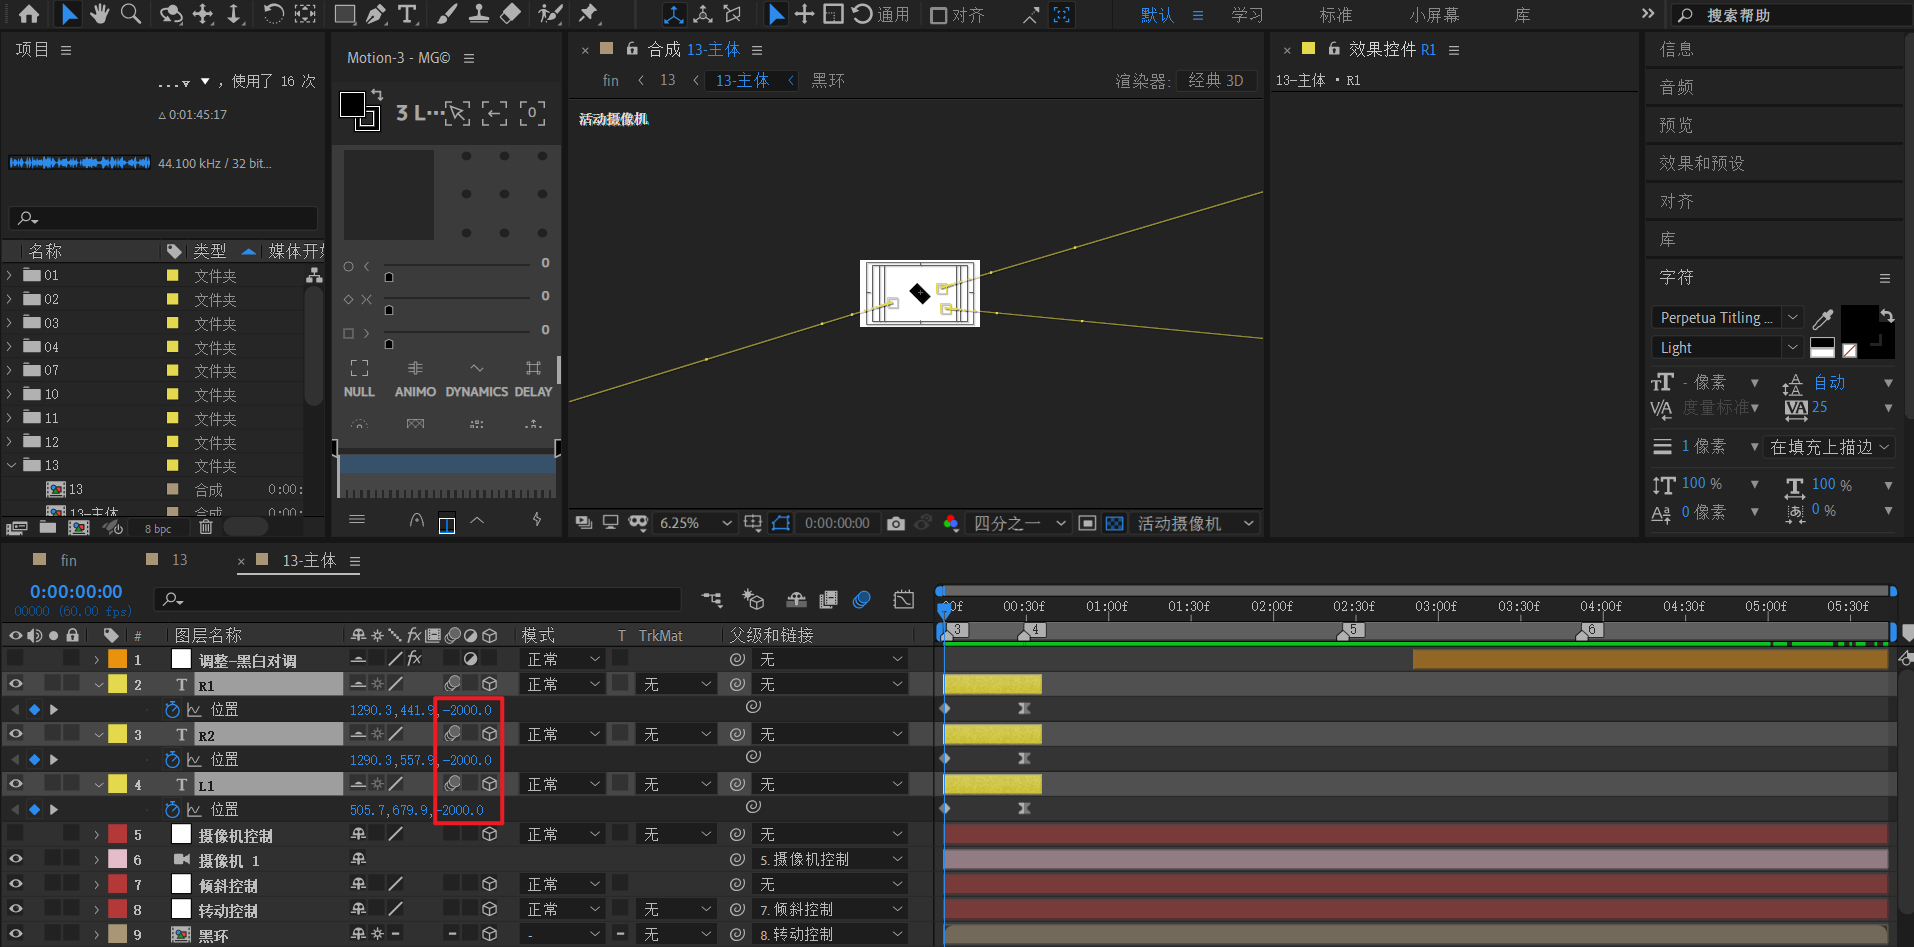 通用
对齐
默认
学习
标准
小屏幕
库
搜索帮助
项目
，使用了 16 次
0:01:45:17
44.100 kHz / 32 bit...
名称
类型
媒体开始
01 文件夹
02 文件夹
03 文件夹
04 文件夹
07 文件夹
10 文件夹
11 文件夹
12 文件夹
13 文件夹
13 合成 0:00:
13-主体 合成 0:00:
8 bpc
Motion-3 - MG©
3 L···
0
0
0
0
NULL ANIMO DYNAMICS DELAY
合成 13-主体
fin 13 13-主体 黑环
渲染器: 经典 3D
活动摄像机
6.25%
0:00:00:00
四分之一
活动摄像机
效果控件 R1
13-主体 · R1
信息
音频
预览
效果和预设
对齐
库
字符
Perpetua Titling ...
Light
- 像素 自动
度量标准 25
1 像素 在填充上描边
100 % 100 %
0 像素 0 %
fin 13 13-主体
0:00:00:00
00000 (60.00 fps)
# 图层名称 模式 T TrkMat 父级和链接
00f 00:30f 01:00f 01:30f 02:00f 02:30f 03:00f 03:30f 04:00f 04:30f 05:00f 05:30f
3 4 5 6
1 调整-黑白对调 正常 无
2 T R1 正常 无 无
位置 1290.3,441.9,-2000.0
3 T R2 正常 无 无
位置 1290.3,557.9,-2000.0
4 T L1 正常 无 无
位置 505.7,679.9,-2000.0
5 摄像机控制 正常 无 无
6 摄像机 1 5.摄像机控制
7 倾斜控制 正常 无
8 转动控制 正常 无 7.倾斜控制
9 黑环 - 无 8.转动控制